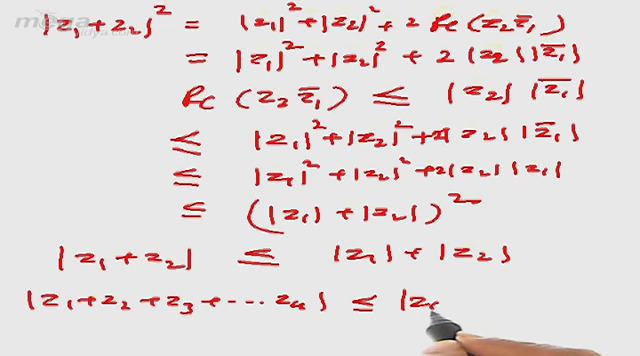 |z₁ + z₂|² = |z₁|² + |z₂|² + 2 Re (z₂ z̅₁)
= |z₁|² + |z₂|² + 2 |z₂| |z̅₁|
Re (z₂ z̅₁) ≤ |z₂| |z̅₁|
≤ |z₁|² + |z₂|² + 2| z₂| |z̅₁|
≤ |z₁|² + |z₂|² + 2|z₂| |z₁|
≤ (|z₁| + |z₂|)²
|z₁ + z₂| ≤ |z₁| + |z₂|
|z₁ + z₂ + z₃ + ... zₙ| ≤ |z₁